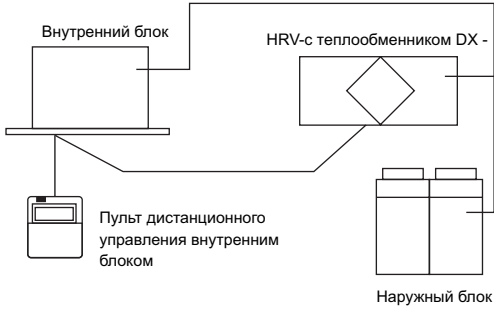 Внутренний блок
HRV-с теплообменником DX -
Пульт дистанционного
управления внутренним
блоком
Наружный блок